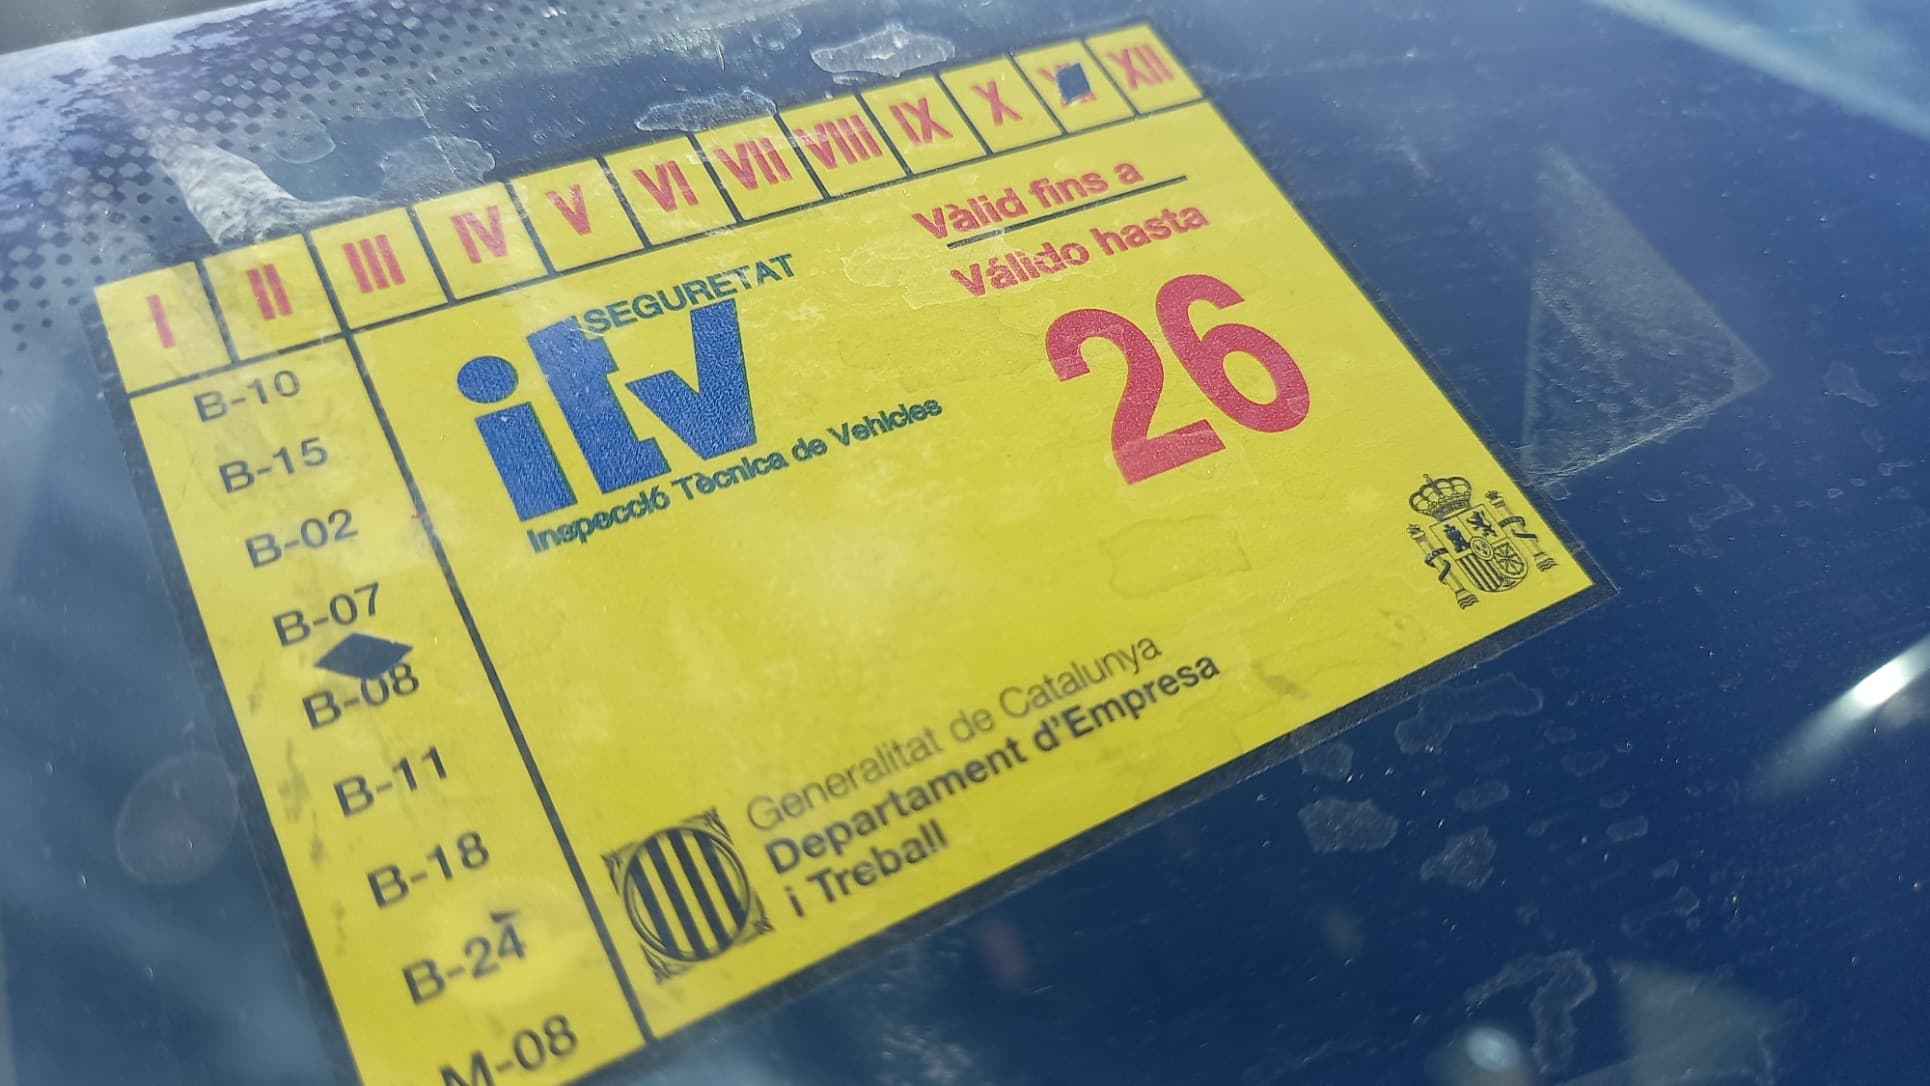 I II III IV V VI VII VIII IX X XI XII
Vàlid fins a
Válido hasta
26
SEGURETAT
itv
Inspecció Tècnica de Vehicles
B-10
B-15
B-02
B-07
B-08
B-11
B-18
B-24
M-08
Generalitat de Catalunya
Departament d'Empresa
i Treball